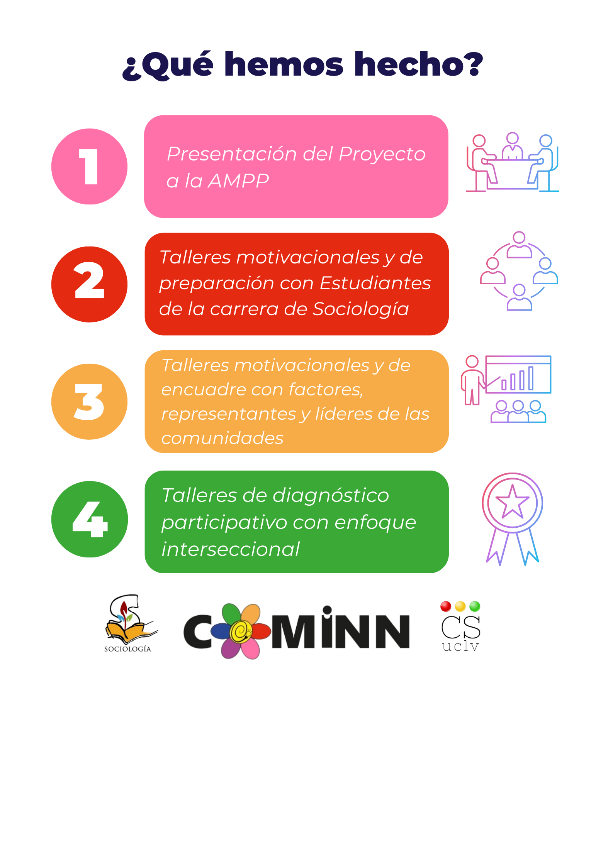 ¿Qué hemos hecho?
1
Presentación del Proyecto
a la AMPP
2
Talleres motivacionales y de
preparación con Estudiantes
de la carrera de Sociología
3
Talleres motivacionales y de
encuadre con factores,
representantes y líderes de las
comunidades
4
Talleres de diagnóstico
participativo con enfoque
interseccional
SOCIOLOGÍA
COMiNN
CS
uclv